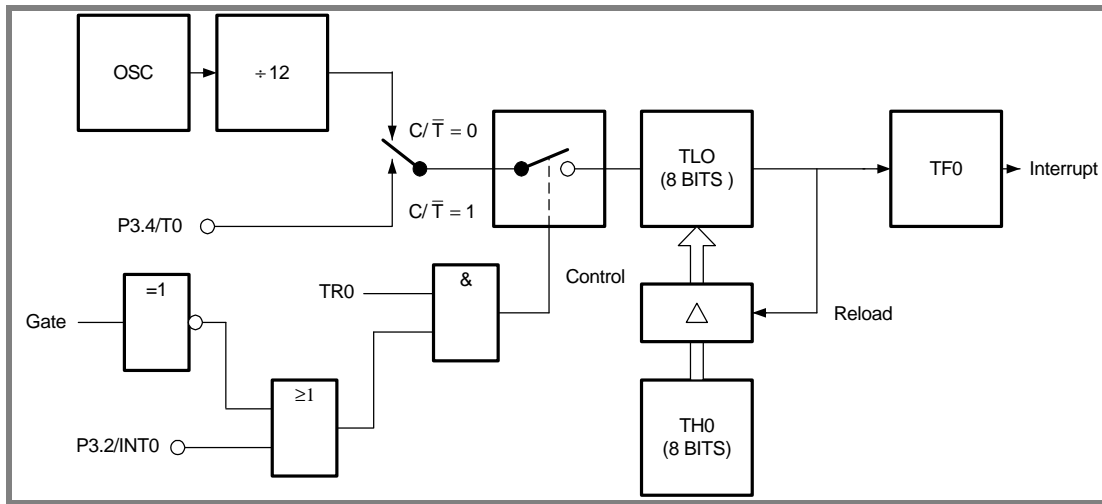 OSC
÷12
C/T̅ = 0
C/T̅ = 1
P3.4/T0
TLO
(8 BITS )
TF0
Interrupt
=1
Gate
TR0
&
Control
△
Reload
≥1
P3.2/INT0
TH0
(8 BITS)